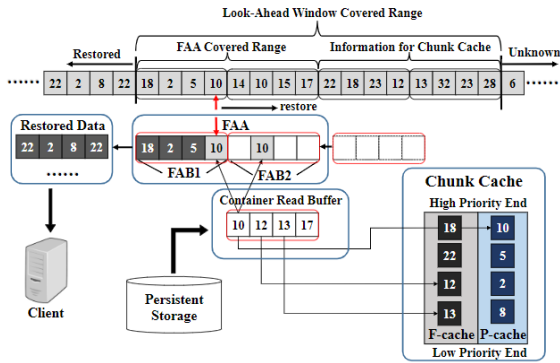 Look-Ahead Window Covered Range
Restored FAA Covered Range Information for Chunk Cache Unknown
...... 22 2 8 22 18 2 5 10 14 10 15 17 22 18 23 12 13 32 23 28 6 ......
restore
Restored Data FAA
22 2 8 22 18 2 5 10 10
...... FAB1 FAB2
Container Read Buffer
10 12 13 17
Chunk Cache
High Priority End
18 10
22 5
12 2
13 8
F-cache P-cache
Low Priority End
Persistent
Storage
Client